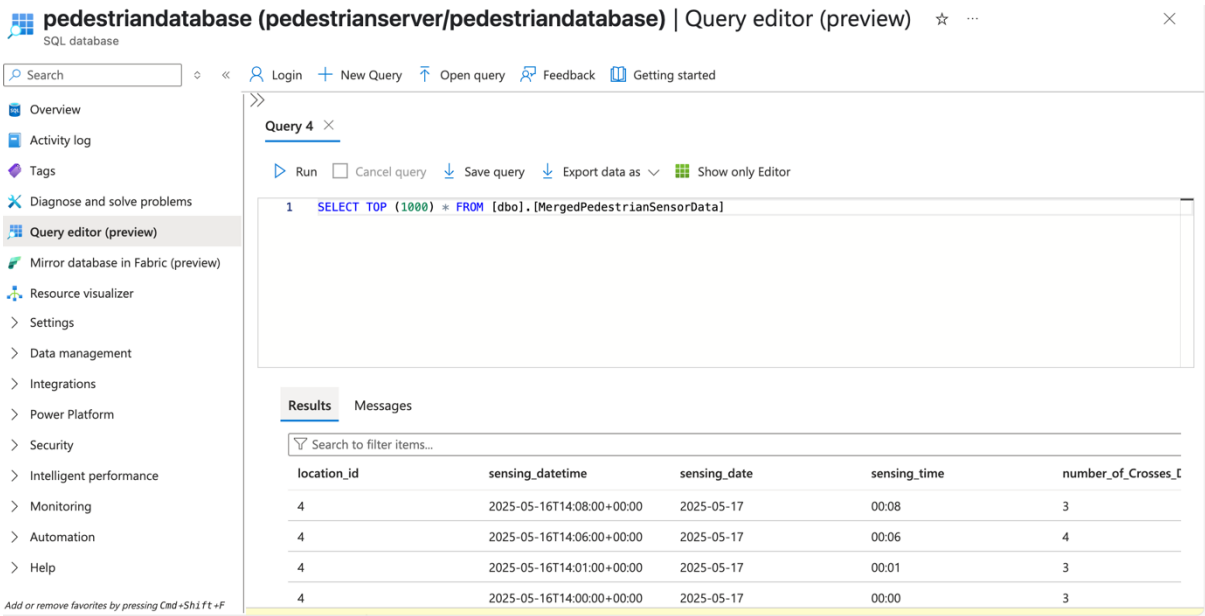 pedestriandatabase (pedestrianserver/pedestriandatabase) | Query editor (preview) ☆ ···
SQL database
Search
Login New Query Open query Feedback Getting started
Overview
Activity log
Tags
Diagnose and solve problems
Query editor (preview)
Mirror database in Fabric (preview)
Resource visualizer
Settings
Data management
Integrations
Power Platform
Security
Intelligent performance
Monitoring
Automation
Help
Add or remove favorites by pressing Cmd+Shift+F
Query 4
Run Cancel query Save query Export data as Show only Editor
1 SELECT TOP (1000) * FROM [dbo].[MergedPedestrianSensorData]
Results Messages
Search to filter items...
location_id sensing_datetime sensing_date sensing_time number_of_Crosses_D
4 2025-05-16T14:08:00+00:00 2025-05-17 00:08 3
4 2025-05-16T14:06:00+00:00 2025-05-17 00:06 4
4 2025-05-16T14:01:00+00:00 2025-05-17 00:01 3
4 2025-05-16T14:00:00+00:00 2025-05-17 00:00 3